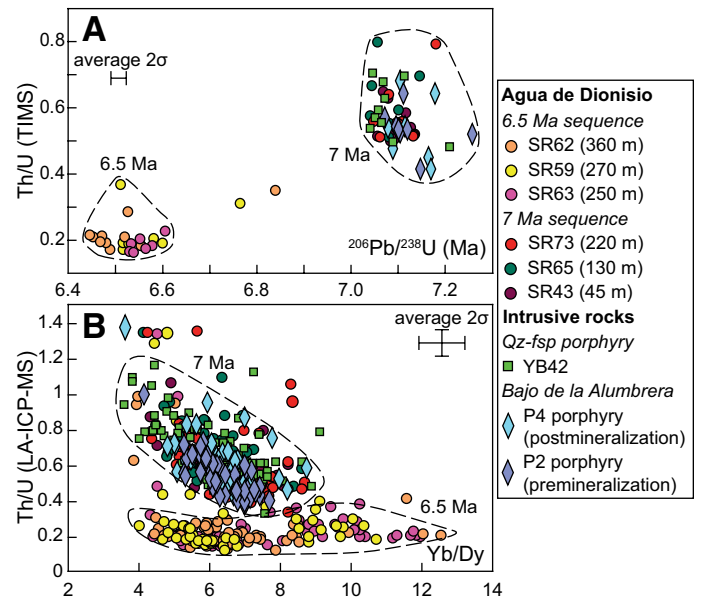 A
average 2σ
0.8
0.6
0.4
0.2
Th/U (TIMS)
7 Ma
6.5 Ma
²⁰⁶Pb/²³⁸U (Ma)
6.4 6.6 6.8 7.0 7.2
B
average 2σ
1.4
1.2
1
0.8
0.6
0.4
0.2
0
Th/U (LA-ICP-MS)
7 Ma
6.5 Ma
Yb/Dy
2 4 6 8 10 12 14
Agua de Dionisio
6.5 Ma sequence
SR62 (360 m)
SR59 (270 m)
SR63 (250 m)
7 Ma sequence
SR73 (220 m)
SR65 (130 m)
SR43 (45 m)
Intrusive rocks
Qz-fsp porphyry
YB42
Bajo de la Alumbrera
P4 porphyry
(postmineralization)
P2 porphyry
(premineralization)